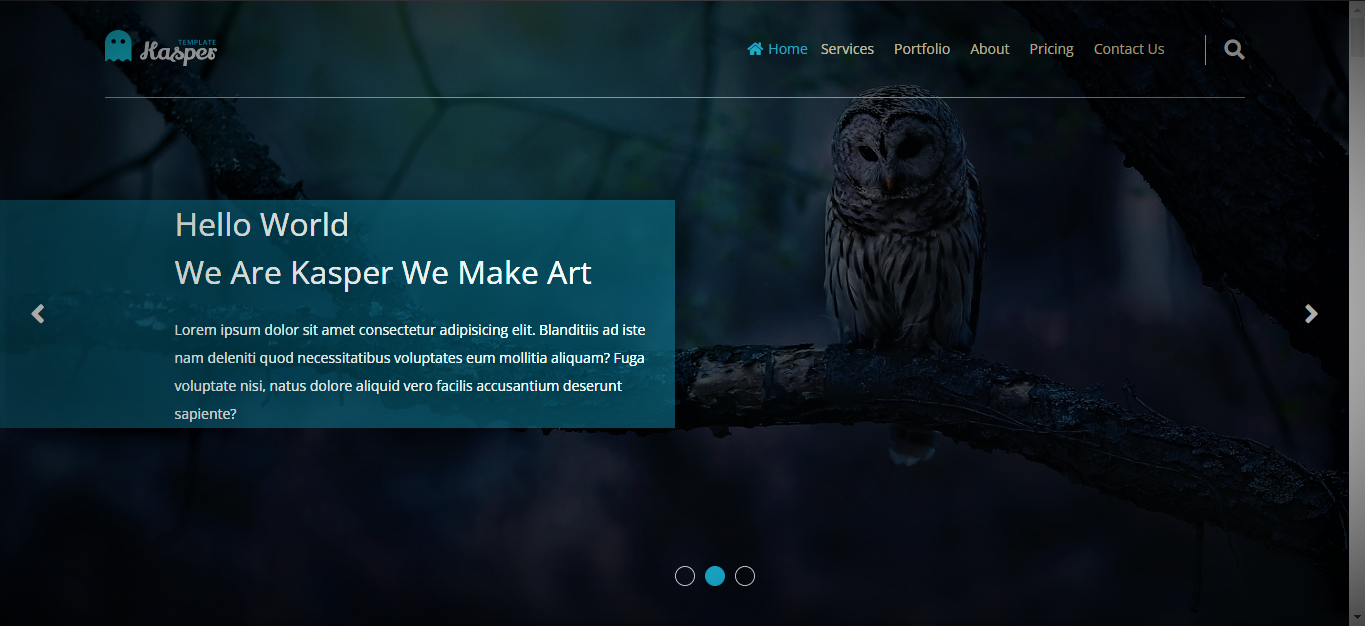 TEMPLATE
Kasper
Home Services Portfolio About Pricing Contact Us
Hello World
We Are Kasper We Make Art
Lorem ipsum dolor sit amet consectetur adipisicing elit. Blanditiis ad iste
nam deleniti quod necessitatibus voluptates eum mollitia aliquam? Fuga
voluptate nisi, natus dolore aliquid vero facilis accusantium deserunt
sapiente?